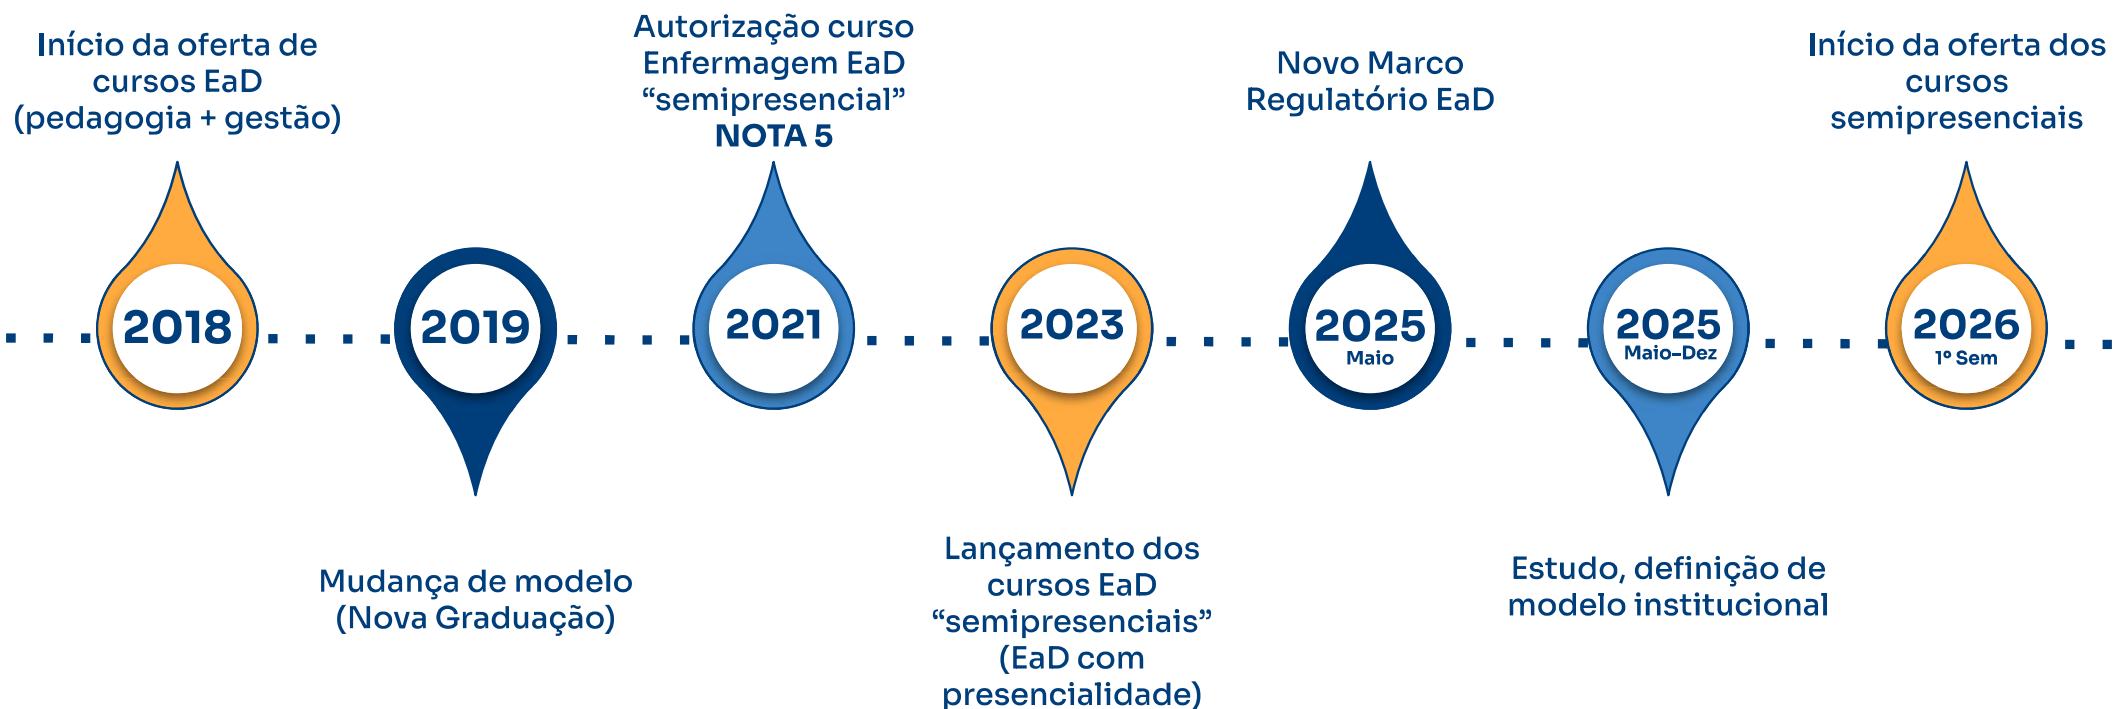 Início da oferta de
cursos EaD
(pedagogia + gestão)
2018
2019
Mudança de modelo
(Nova Graduação)
Autorização curso
Enfermagem EaD
“semipresencial”
NOTA 5
2021
2023
Lançamento dos
cursos EaD
“semipresenciais”
(EaD com
presencialidade)
Novo Marco
Regulatório EaD
2025
Maio
2025
Maio-Dez
Estudo, definição de
modelo institucional
Início da oferta dos
cursos
semipresenciais
2026
1º Sem